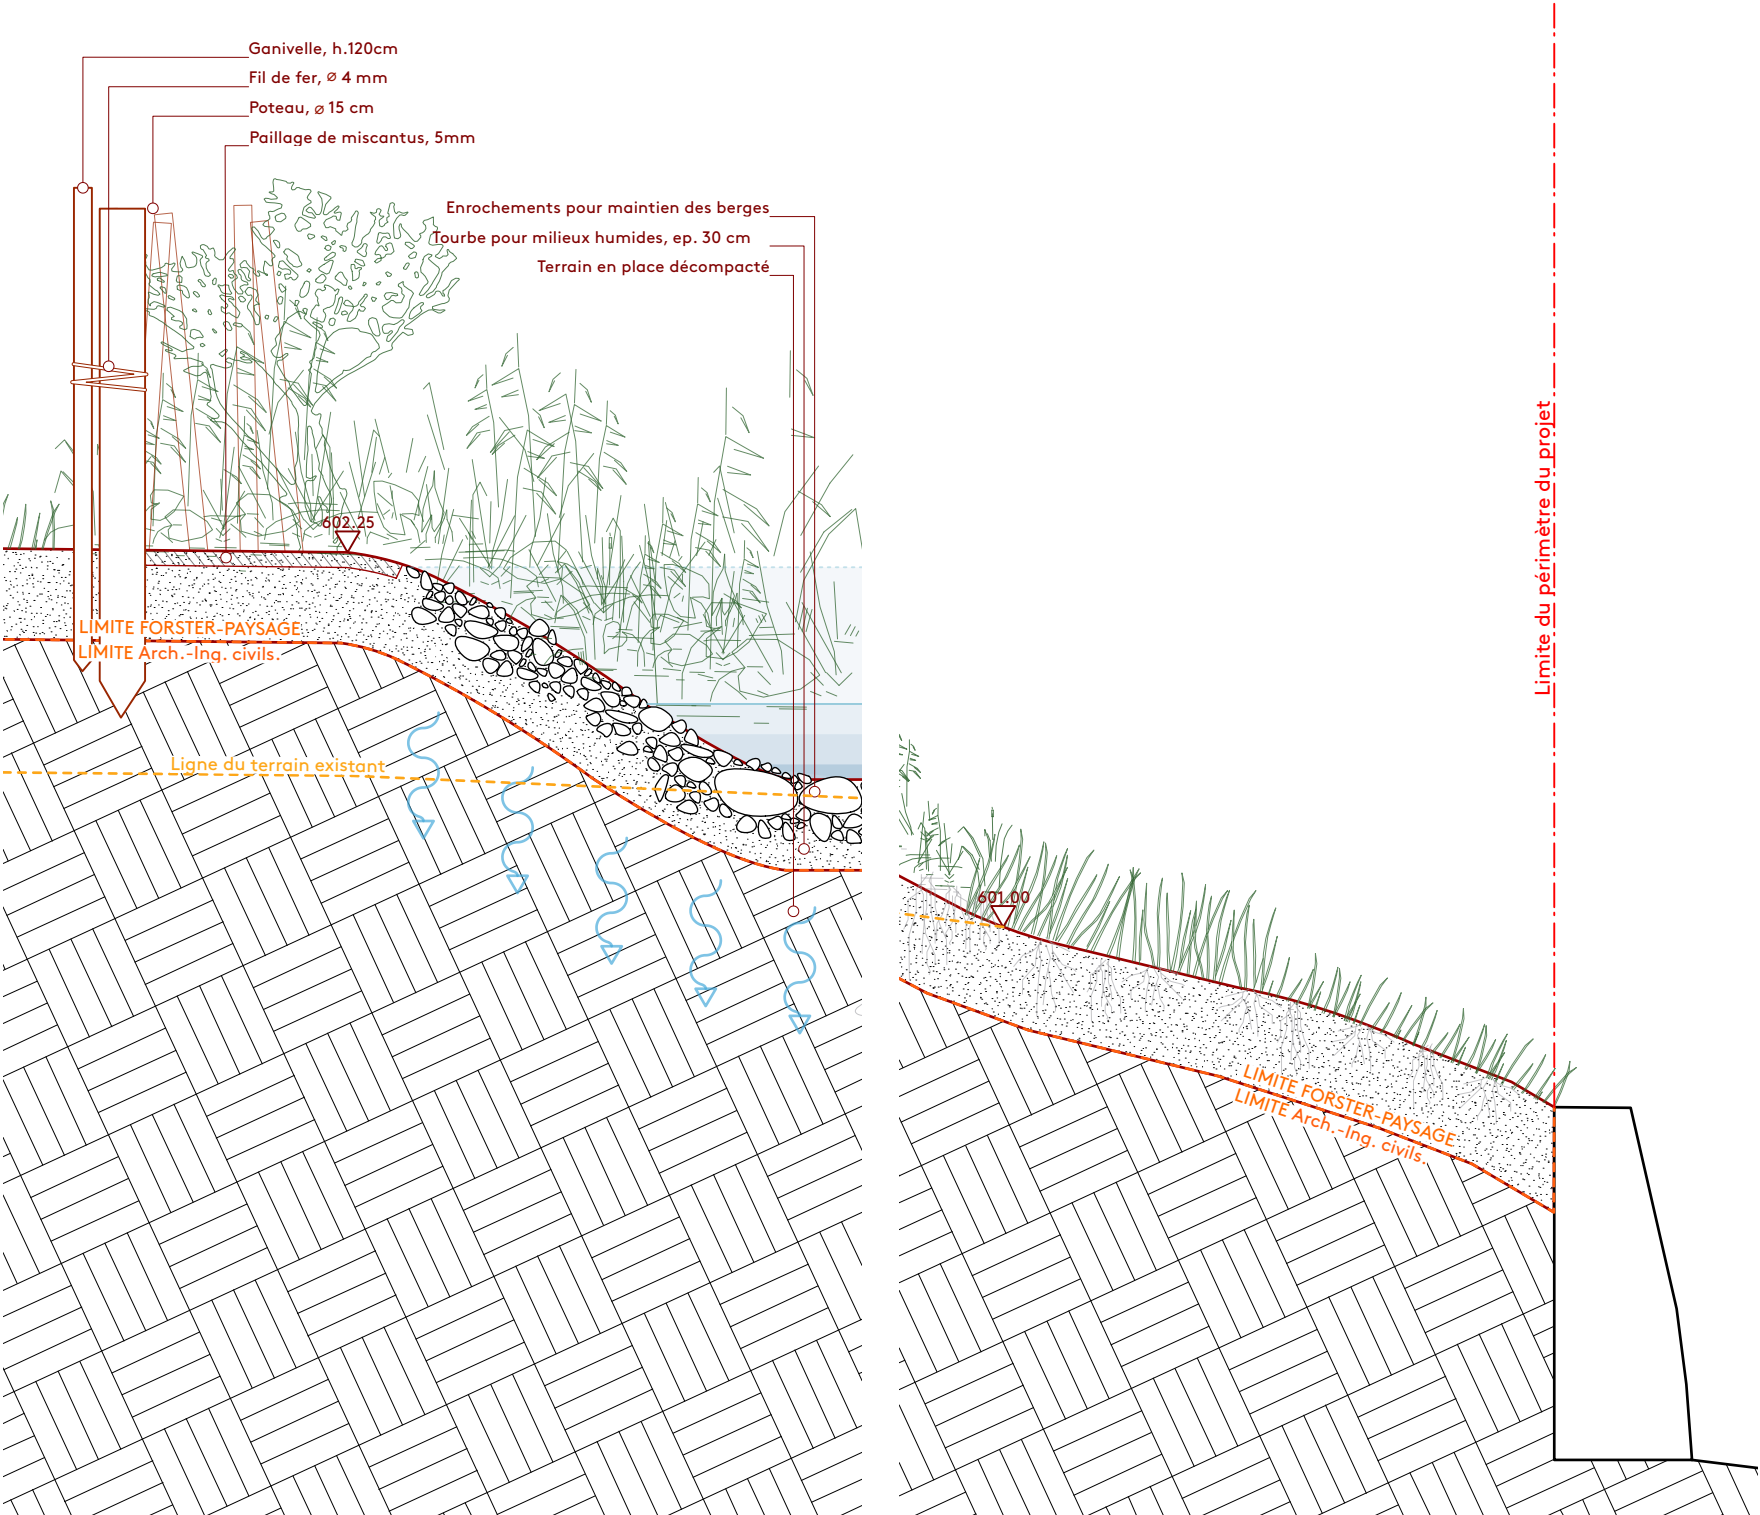 Ganivelle, h.120cm
Fil de fer, ⌀ 4 mm
Poteau, ⌀ 15 cm
Paillage de miscantus, 5mm
Enrochements pour maintien des berges
Tourbe pour milieux humides, ep. 30 cm
Terrain en place décompacté
602.25
LIMITE FORSTER-PAYSAGE
LIMITE Arch.-Ing. civils.
Ligne du terrain existant
Limite du périmètre du projet
601.00
LIMITE FORSTER-PAYSAGE
LIMITE Arch.-Ing. civils.